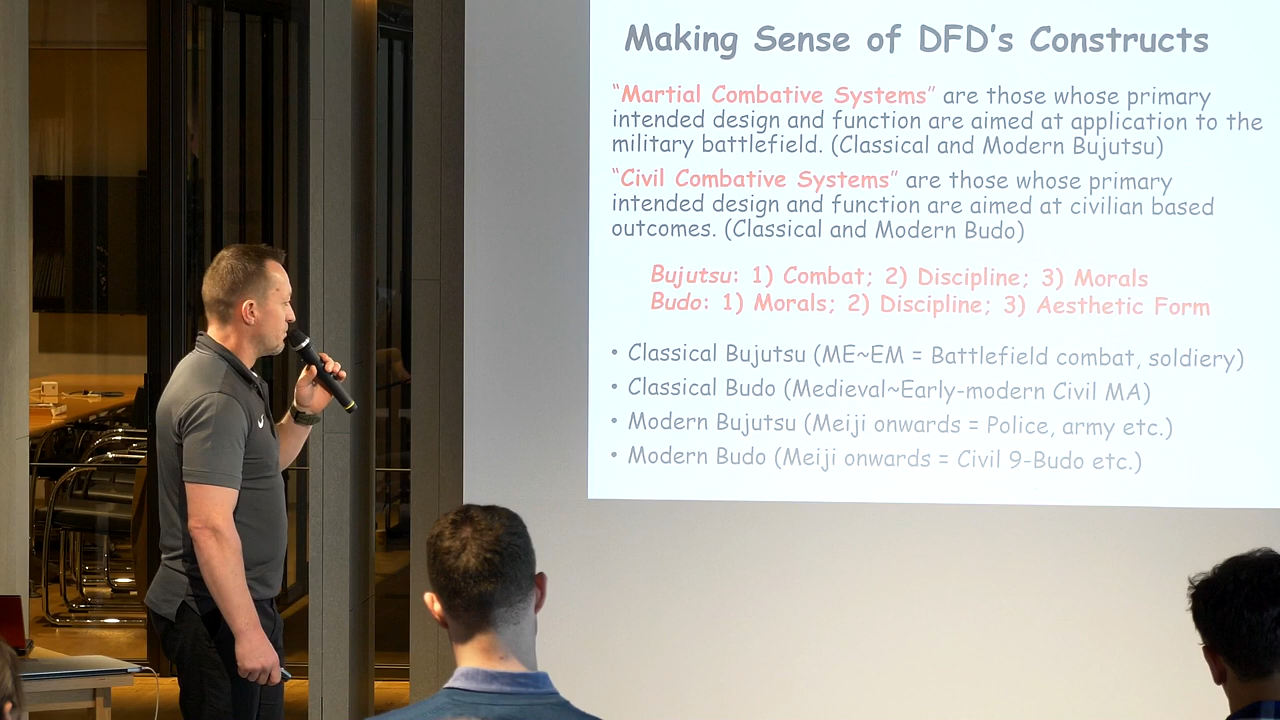 Making Sense of DFD's Constructs
"Martial Combative Systems" are those whose primary
intended design and function are aimed at application to the
military battlefield. (Classical and Modern Bujutsu)
"Civil Combative Systems" are those whose primary
intended design and function are aimed at civilian based
outcomes. (Classical and Modern Budo)
Bujutsu: 1) Combat; 2) Discipline; 3) Morals
Budo: 1) Morals; 2) Discipline; 3) Aesthetic Form
• Classical Bujutsu (ME~EM = Battlefield combat, soldiery)
• Classical Budo (Medieval~Early-modern Civil MA)
• Modern Bujutsu (Meiji onwards = Police, army etc.)
• Modern Budo (Meiji onwards = Civil 9-Budo etc.)